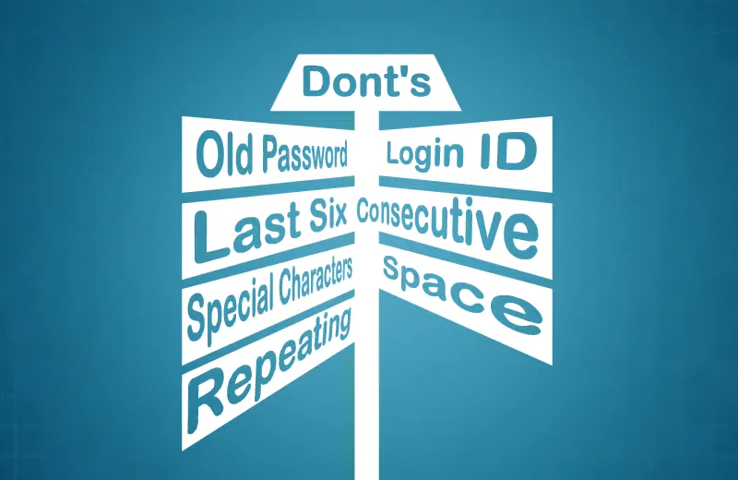 Dont's
Old Password
Login ID
Last Six
Consecutive
Special Characters
Space
Repeating